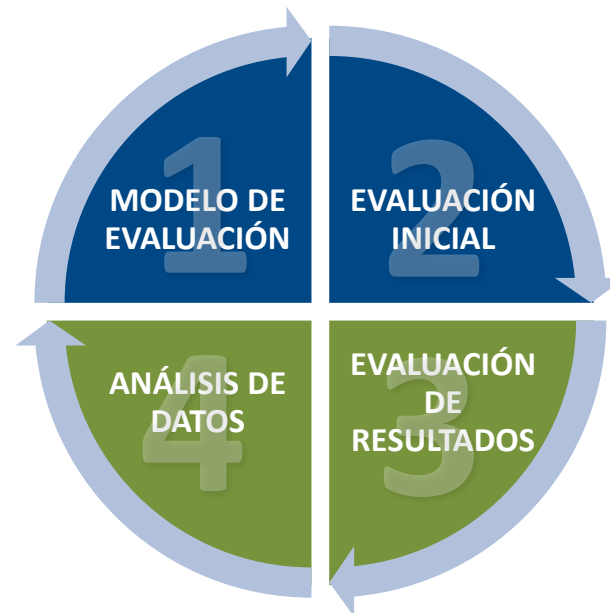 1
MODELO DE
EVALUACIÓN
2
EVALUACIÓN
INICIAL
3
EVALUACIÓN
DE
RESULTADOS
4
ANÁLISIS DE
DATOS